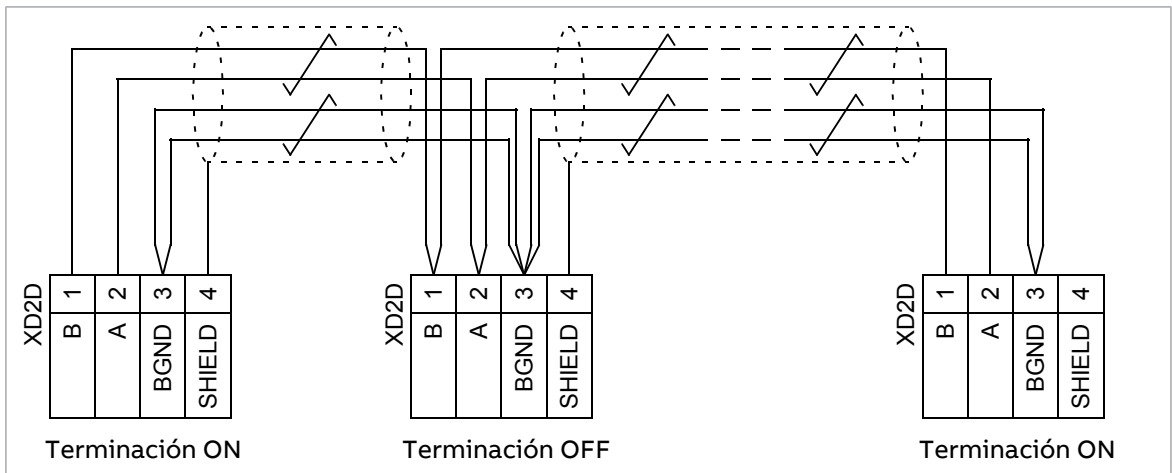 XD2D
1 2 3 4
B A BGND SHIELD
Terminación ON
XD2D
1 2 3 4
B A BGND SHIELD
Terminación OFF
XD2D
1 2 3 4
B A BGND SHIELD
Terminación ON